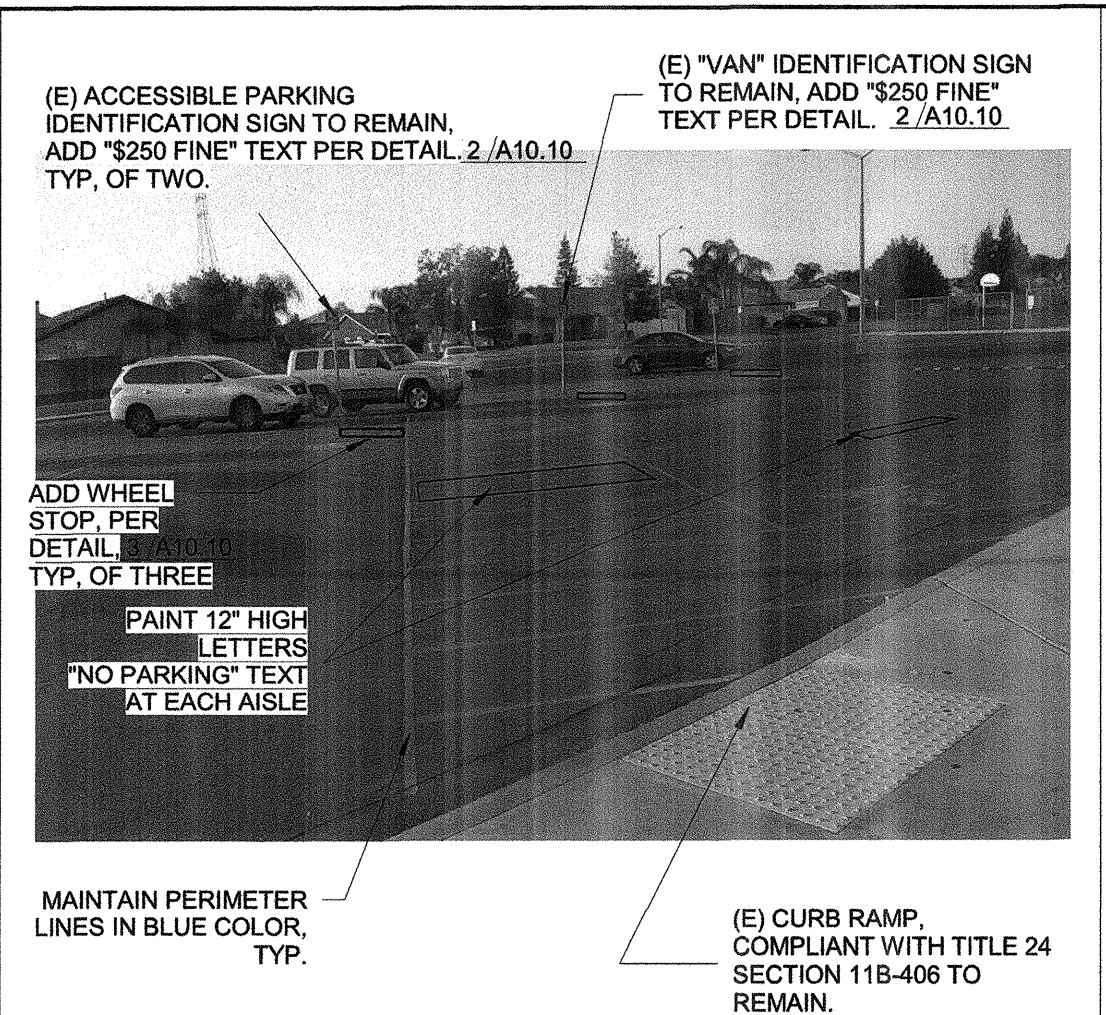 (E) ACCESSIBLE PARKING
IDENTIFICATION SIGN TO REMAIN,
ADD "$250 FINE" TEXT PER DETAIL. 2 /A10.10
TYP, OF TWO.
(E) "VAN" IDENTIFICATION SIGN
TO REMAIN, ADD "$250 FINE"
TEXT PER DETAIL. 2 /A10.10
ADD WHEEL
STOP, PER
DETAIL, 3 /A10.10
TYP, OF THREE
PAINT 12" HIGH
LETTERS
"NO PARKING" TEXT
AT EACH AISLE
MAINTAIN PERIMETER
LINES IN BLUE COLOR,
TYP.
(E) CURB RAMP,
COMPLIANT WITH TITLE 24
SECTION 11B-406 TO
REMAIN.